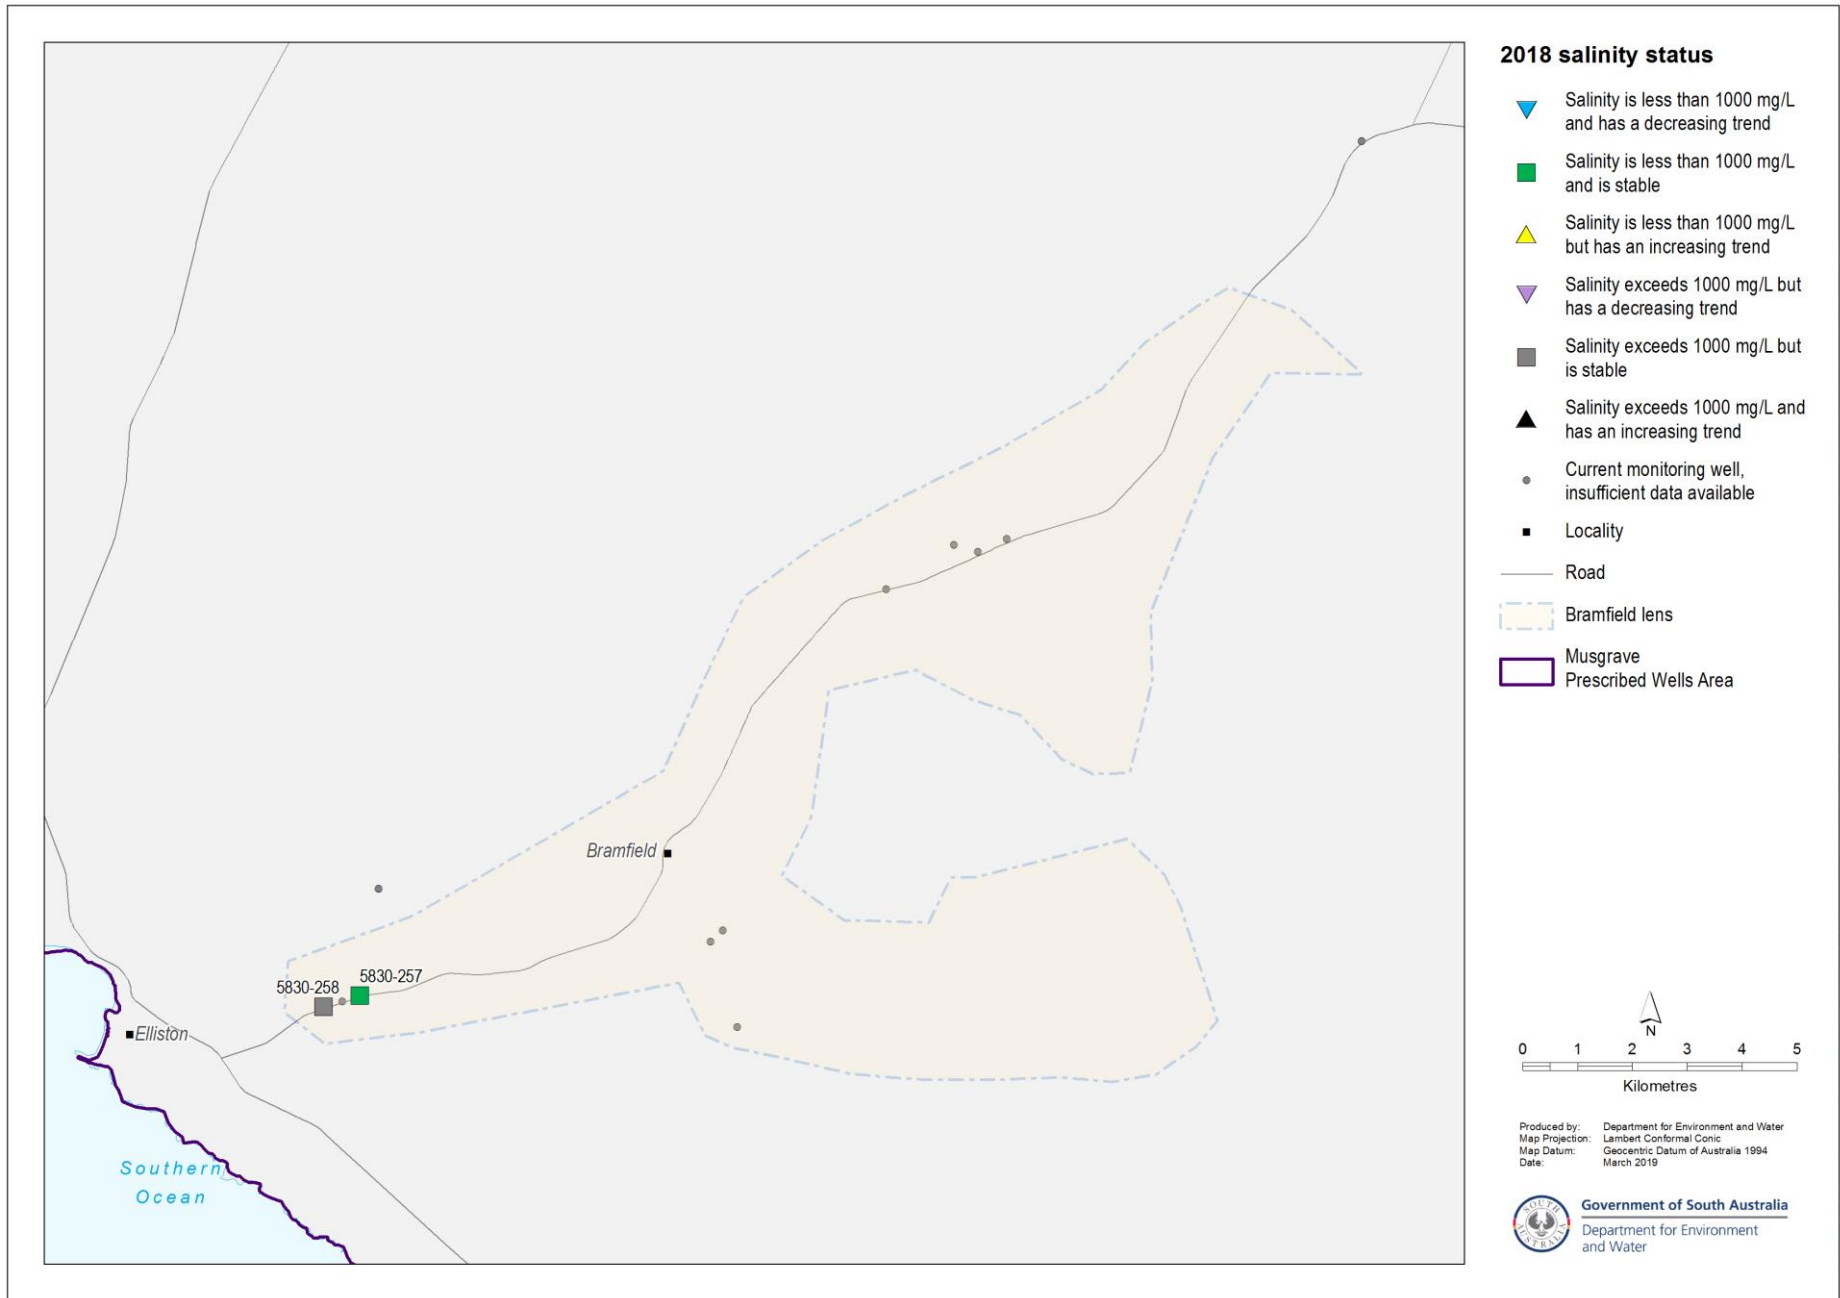 2018 salinity status
Salinity is less than 1000 mg/L
and has a decreasing trend
Salinity is less than 1000 mg/L
and is stable
Salinity is less than 1000 mg/L
but has an increasing trend
Salinity exceeds 1000 mg/L but
has a decreasing trend
Salinity exceeds 1000 mg/L but
is stable
Salinity exceeds 1000 mg/L and
has an increasing trend
Current monitoring well,
insufficient data available
Locality
Road
Bramfield lens
Musgrave
Prescribed Wells Area
Bramfield
5830-257
5830-258
Elliston
Southern
Ocean
N
0 1 2 3 4 5
Kilometres
Produced by: Department for Environment and Water
Map Projection: Lambert Conformal Conic
Map Datum: Geocentric Datum of Australia 1994
Date: March 2019
SOUTH
AUSTRALIA
Government of South Australia
Department for Environment
and Water